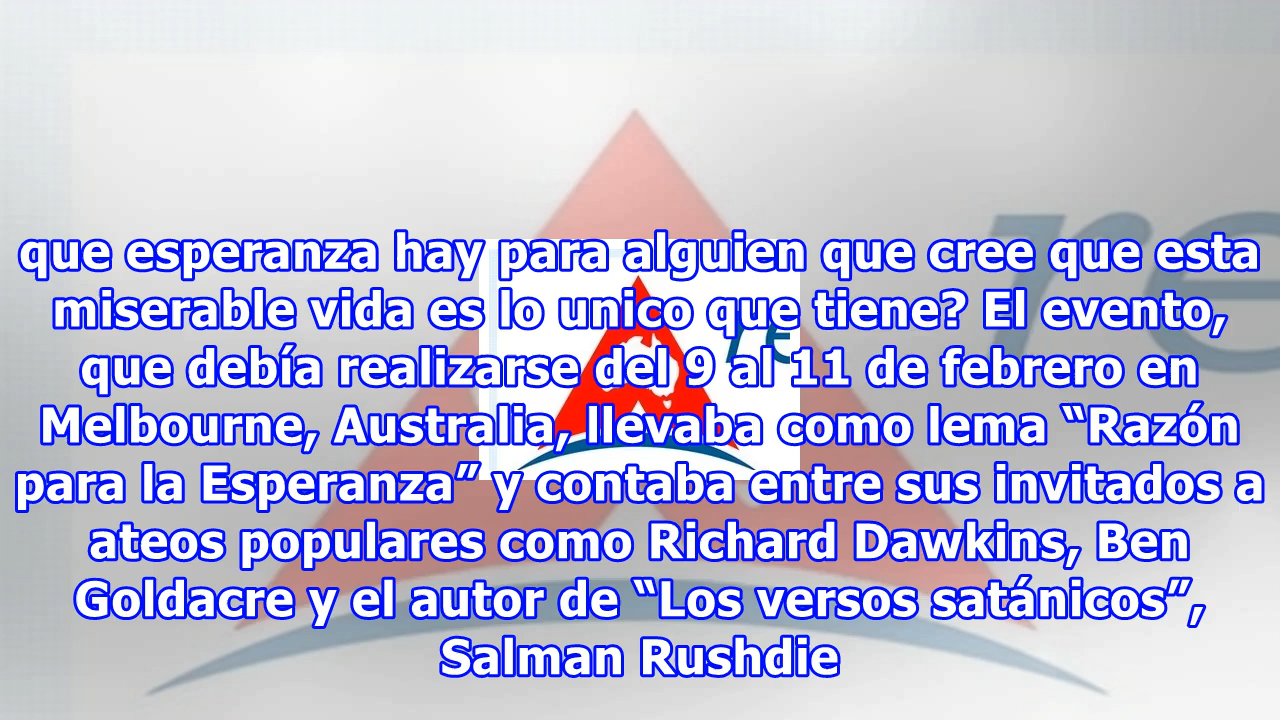 que esperanza hay para alguien que cree que esta
miserable vida es lo unico que tiene? El evento,
que debía realizarse del 9 al 11 de febrero en
Melbourne, Australia, llevaba como lema “Razón
para la Esperanza” y contaba entre sus invitados a
ateos populares como Richard Dawkins, Ben
Goldacre y el autor de “Los versos satánicos”,
Salman Rushdie
re
re